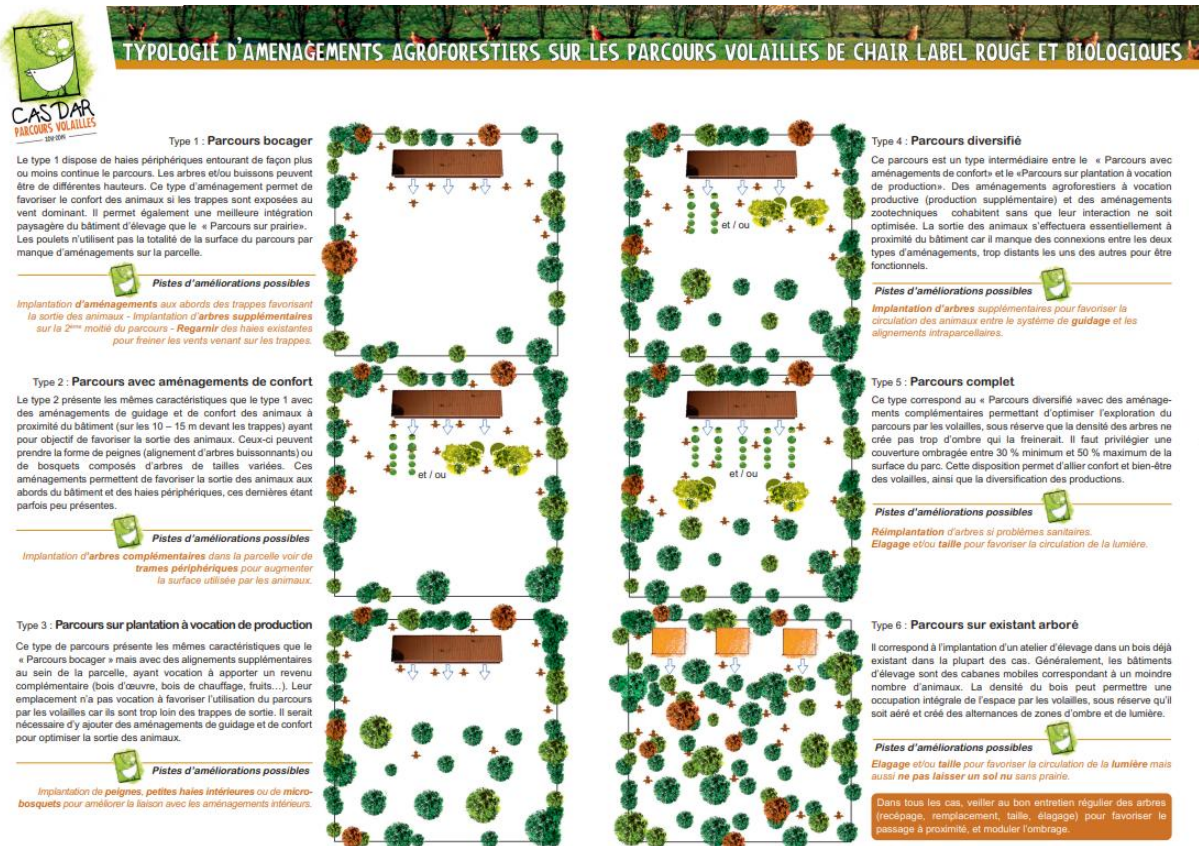 TYPOLOGIE D'AMENAGEMENTS AGROFORESTIERS SUR LES PARCOURS VOLAILLES DE CHAIR LABEL ROUGE ET BIOLOGIQUES
CASDAR
PARCOURS VOLAILLES
Type 1 : Parcours bocager
Le type 1 dispose de haies périphériques entourant de façon plus
ou moins continue le parcours. Les arbres et/ou buissons peuvent
être de différentes hauteurs. Ce type d'aménagement permet de
favoriser le confort des animaux si les trappes sont exposées au
vent dominant. Il permet également une meilleure intégration
paysagère du bâtiment d'élevage que le « Parcours sur prairie».
Les poulets n'utilisent pas la totalité de la surface du parcours par
manque d'aménagements sur la parcelle.
Pistes d'améliorations possibles
Implantation d'aménagements aux abords des trappes favorisant
la sortie des animaux - Implantation d'arbres supplémentaires
sur la 2ème moitié du parcours - Regarnir des haies existantes
pour freiner les vents venant sur les trappes.
Type 2 : Parcours avec aménagements de confort
Le type 2 présente les mêmes caractéristiques que le type 1 avec
des aménagements de guidage et de confort des animaux à
proximité du bâtiment (sur les 10 – 15 m devant les trappes) ayant
pour objectif de favoriser la sortie des animaux. Ceux-ci peuvent
prendre la forme de peignes (alignement d'arbres buissonnants) ou
de bosquets composés d'arbres de tailles variées. Ces
aménagements permettent de favoriser la sortie des animaux aux
abords du bâtiment et des haies périphériques, ces dernières étant
parfois peu présentes.
et / ou
Pistes d'améliorations possibles
Implantation d'arbres complémentaires dans la parcelle voir de
trames périphériques pour augmenter
la surface utilisée par les animaux.
Type 3 : Parcours sur plantation à vocation de production
Ce type de parcours présente les mêmes caractéristiques que le
« Parcours bocager » mais avec des alignements supplémentaires
au sein de la parcelle, ayant vocation à apporter un revenu
complémentaire (bois d'œuvre, bois de chauffage, fruits…). Leur
emplacement n'a pas vocation à favoriser l'utilisation du parcours
par les volailles car ils sont trop loin des trappes de sortie. Il serait
nécessaire d'y ajouter des aménagements de guidage et de confort
pour optimiser la sortie des animaux.
Pistes d'améliorations possibles
Implantation de peignes, petites haies intérieures ou de micro-
bosquets pour améliorer la liaison avec les aménagements intérieurs.
Type 4 : Parcours diversifié
Ce parcours est un type intermédiaire entre le « Parcours avec
aménagements de confort» et le «Parcours sur plantation à vocation
de production». Des aménagements agroforestiers à vocation
productive (production supplémentaire) et des aménagements
zootechniques cohabitent sans que leur interaction ne soit
optimisée. La sortie des animaux s'effectuera essentiellement à
proximité du bâtiment car il manque des connexions entre les deux
types d'aménagements, trop distants les uns des autres pour être
fonctionnels.
et / ou
Pistes d'améliorations possibles
Implantation d'arbres supplémentaires pour favoriser la
circulation des animaux entre le système de guidage et les
alignements intraparcellaires.
Type 5 : Parcours complet
Ce type correspond au « Parcours diversifié »avec des aménage-
ments complémentaires permettant d'optimiser l'exploration du
parcours par les volailles, sous réserve que la densité des arbres ne
crée pas trop d'ombre qui la freinerait. Il faut privilégier une
couverture ombragée entre 30 % minimum et 50 % maximum de la
surface du parc. Cette disposition permet d'allier confort et bien-être
des volailles, ainsi que la diversification des productions.
et / ou
Pistes d'améliorations possibles
Réimplantation d'arbres si problèmes sanitaires.
Elagage et/ou taille pour favoriser la circulation de la lumière.
Type 6 : Parcours sur existant arboré
Il correspond à l'implantation d'un atelier d'élevage dans un bois déjà
existant dans la plupart des cas. Généralement, les bâtiments
d'élevage sont des cabanes mobiles correspondant à un moindre
nombre d'animaux. La densité du bois peut permettre une
occupation intégrale de l'espace par les volailles, sous réserve qu'il
soit aéré et créé des alternances de zones d'ombre et de lumière.
Pistes d'améliorations possibles
Elagage et/ou taille pour favoriser la circulation de la lumière mais
aussi ne pas laisser un sol nu sans prairie.
Dans tous les cas, veiller au bon entretien régulier des arbres
(recépage, remplacement, taille, élagage) pour favoriser le
passage à proximité, et moduler l'ombrage.